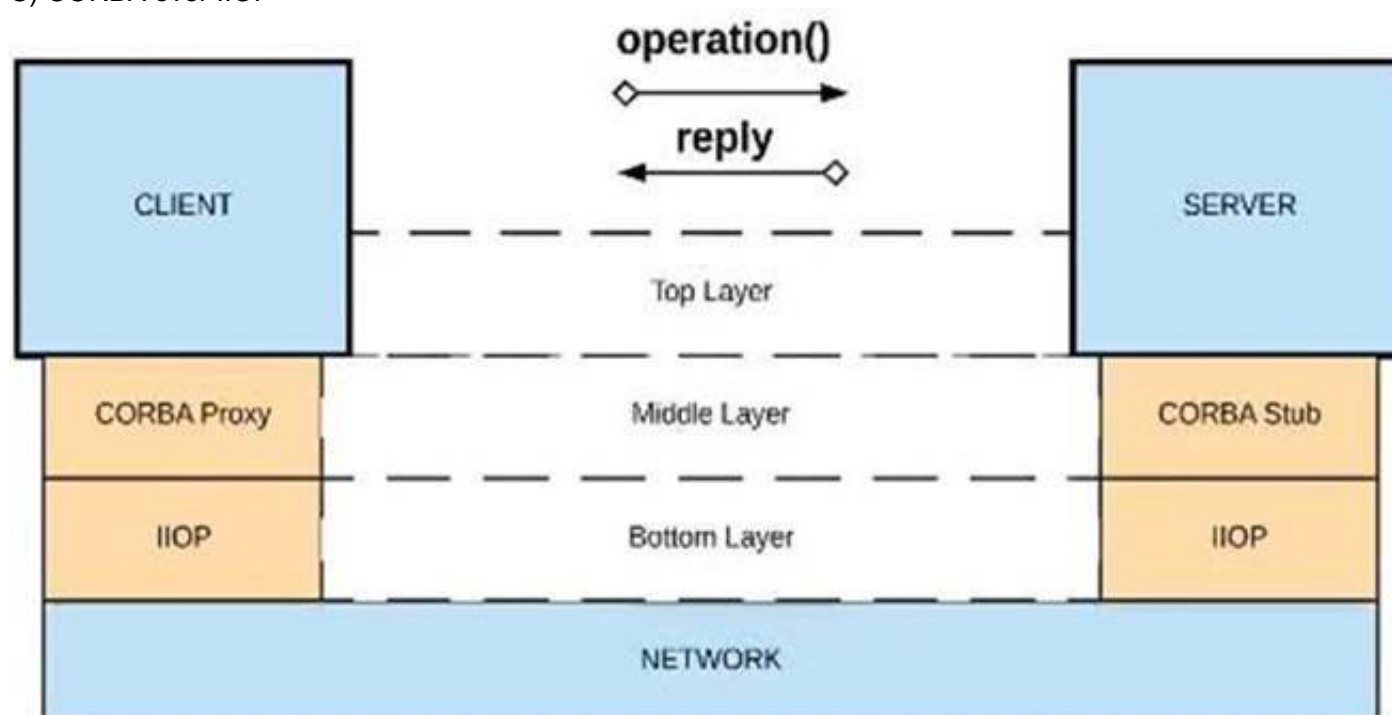 operation()
reply
CLIENT
SERVER
Top Layer
CORBA Proxy
Middle Layer
CORBA Stub
IIOP
Bottom Layer
IIOP
NETWORK